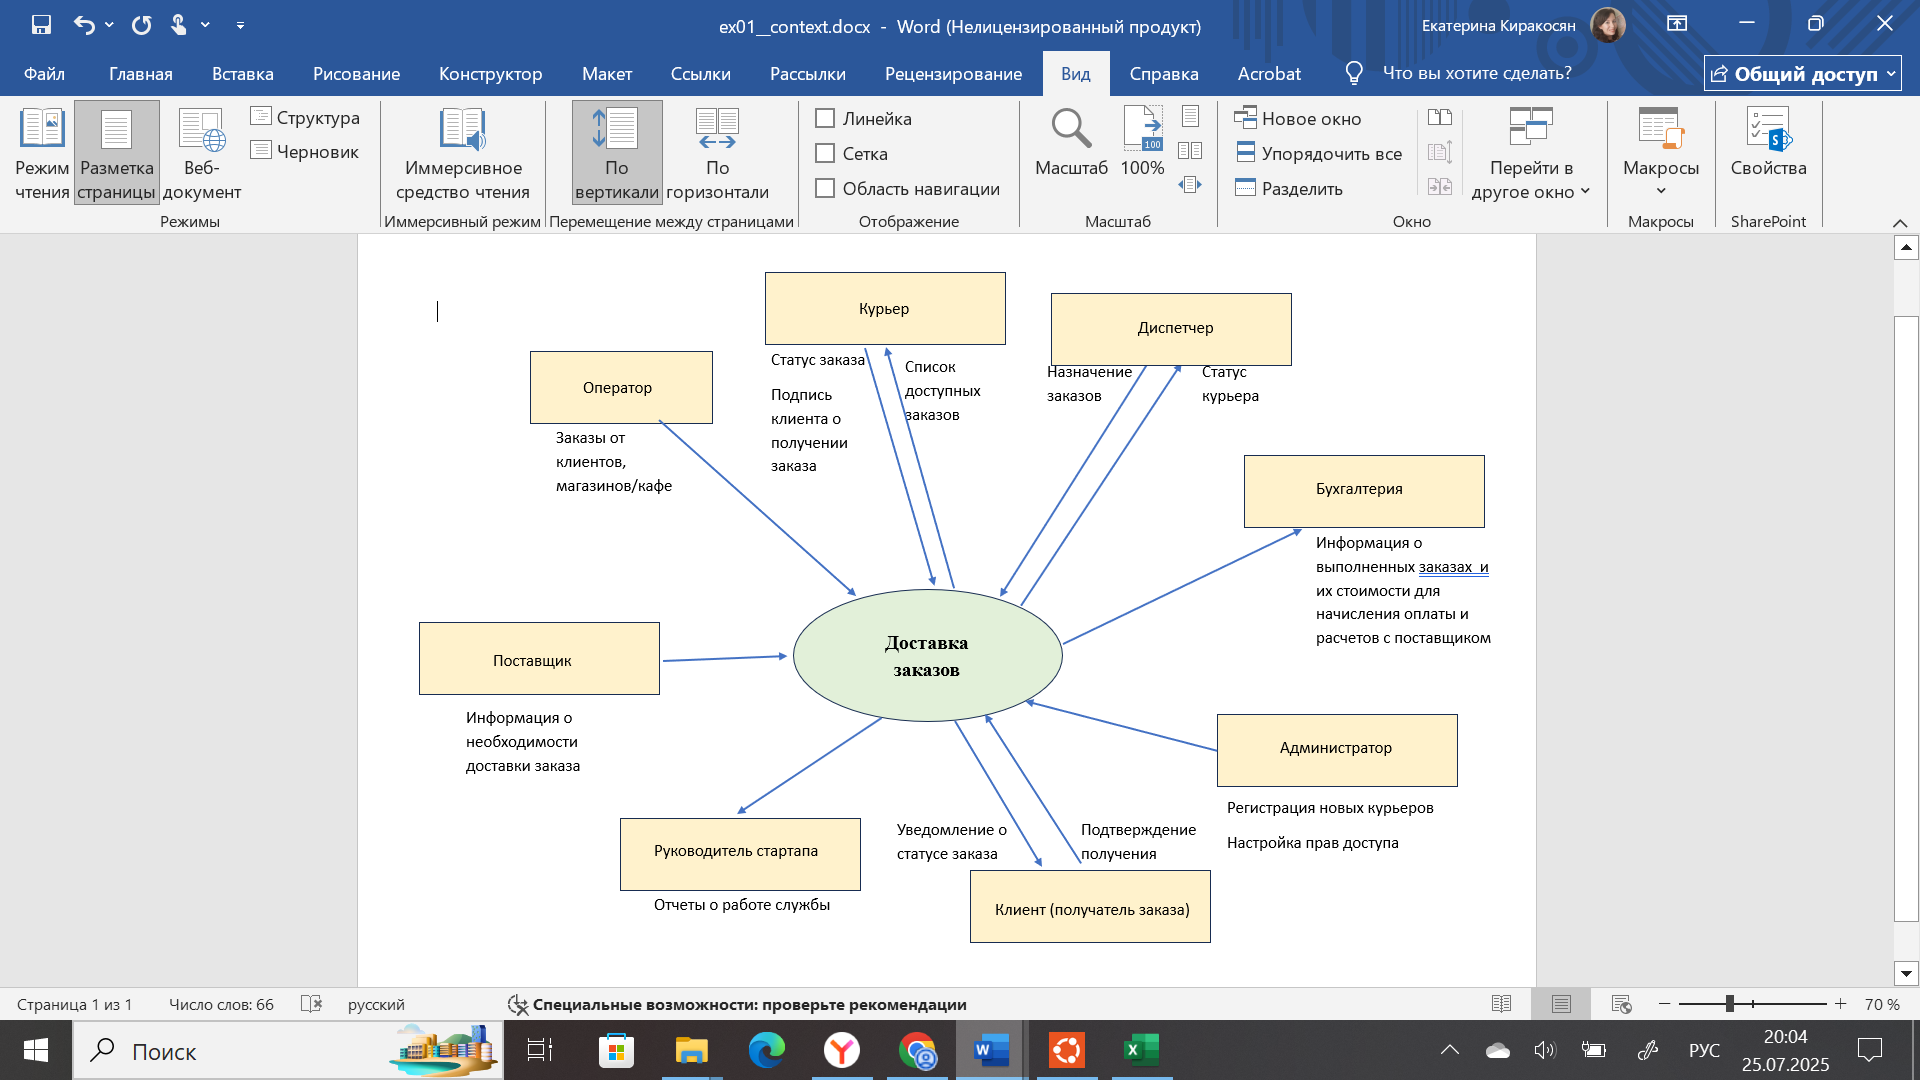 ex01__context.docx - Word (Нелицензированный продукт)
Екатерина Киракосян
Файл
Главная
Вставка
Рисование
Конструктор
Макет
Ссылки
Рассылки
Рецензирование
Вид
Справка
Acrobat
Что вы хотите сделать?
Общий доступ
Режим
чтения
Разметка
страницы
Веб-
документ
Структура
Черновик
Режимы
Иммерсивное
средство чтения
Иммерсивный режим
По
вертикали
По
горизонтали
Перемещение между страницами
Линейка
Сетка
Область навигации
Отображение
Масштаб
100
100%
Масштаб
Новое окно
Упорядочить все
Разделить
Перейти в
другое окно
Окно
Макросы
Макросы
S
Свойства
SharePoint
Курьер
Диспетчер
Оператор
Статус заказа
Подпись
клиента о
получении
заказа
Список
доступных
заказов
Назначение
заказов
Статус
курьера
Заказы от
клиентов,
магазинов/кафе
Бухгалтерия
Информация о
выполненных заказах и
их стоимости для
начисления оплаты и
расчетов с поставщиком
Доставка
заказов
Поставщик
Информация о
необходимости
доставки заказа
Администратор
Регистрация новых курьеров
Настройка прав доступа
Руководитель стартапа
Отчеты о работе службы
Уведомление о
статусе заказа
Подтверждение
получения
Клиент (получатель заказа)
Страница 1 из 1
Число слов: 66
русский
Специальные возможности: проверьте рекомендации
70 %
Поиск
Y
W
X
РУС
20:04
25.07.2025